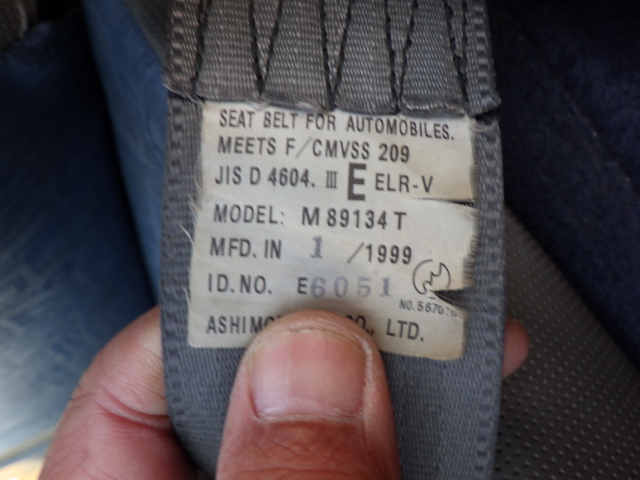 SEAT BELT FOR AUTOMOBILES.
MEETS F/CMVSS 209
JIS D 4604. III E ELR-V
MODEL: M 89134 T
MFD. IN 1 /1999
ID. NO. E6051
NO.
CO., LTD.